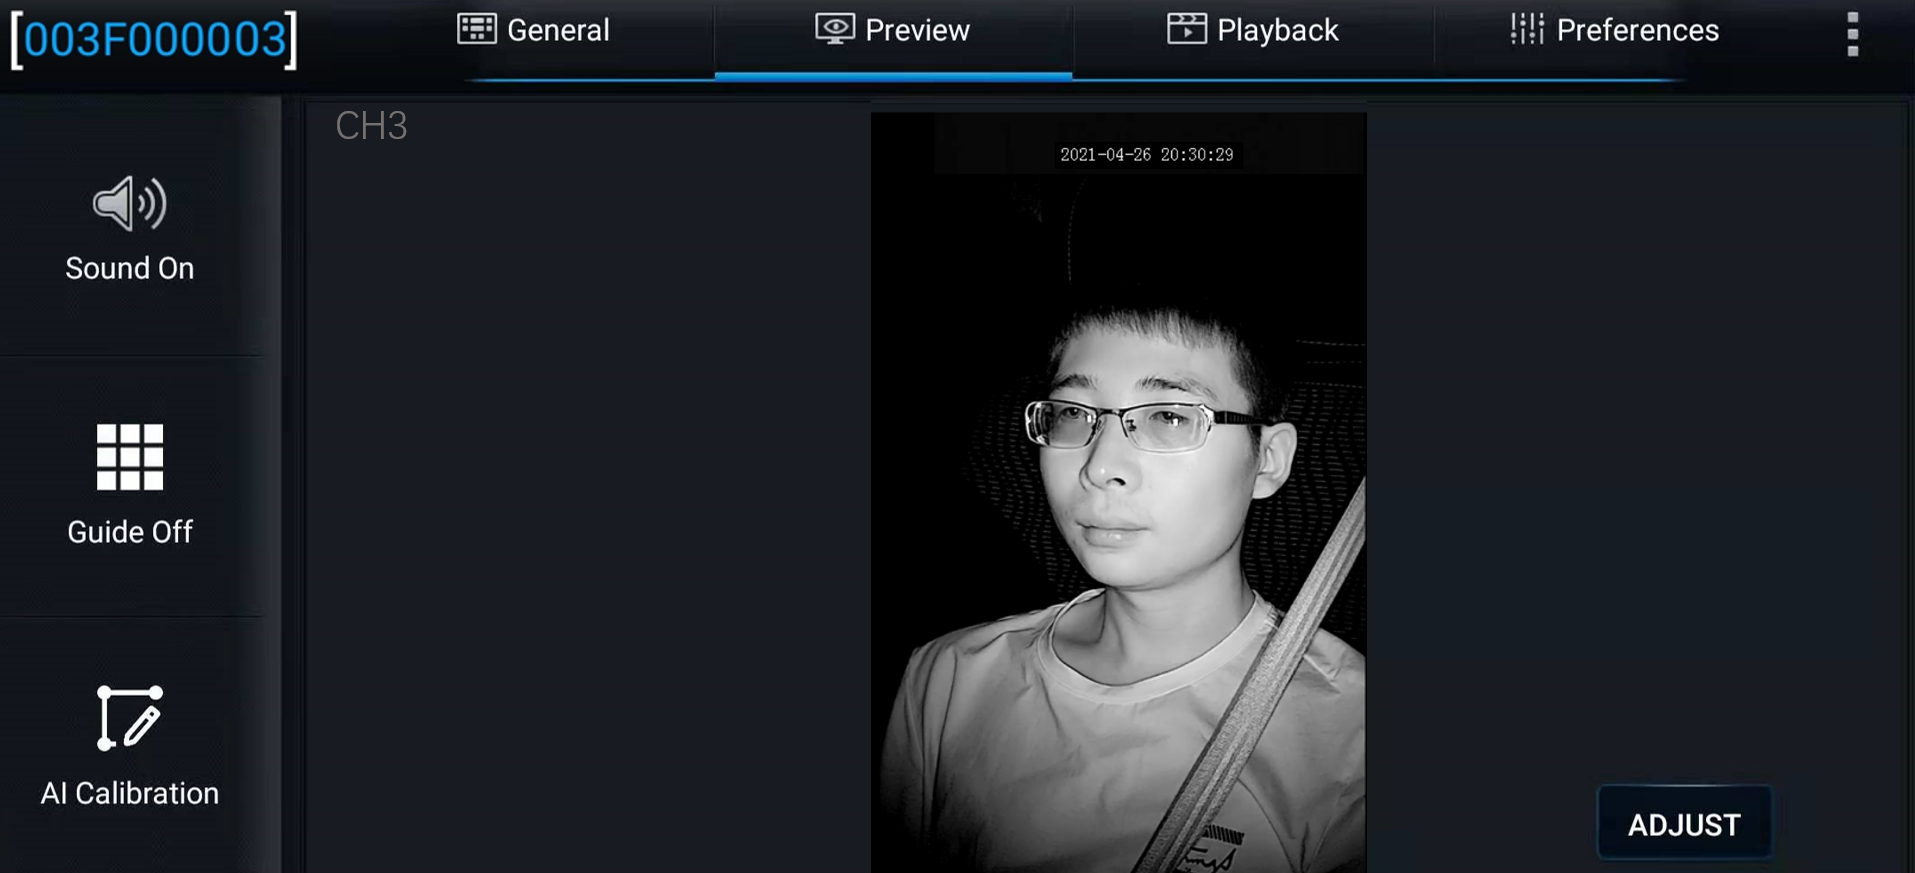 [003F000003]
General
Preview
Playback
Preferences
CH3
2021-04-26 20:30:29
Sound On
Guide Off
AI Calibration
ADJUST